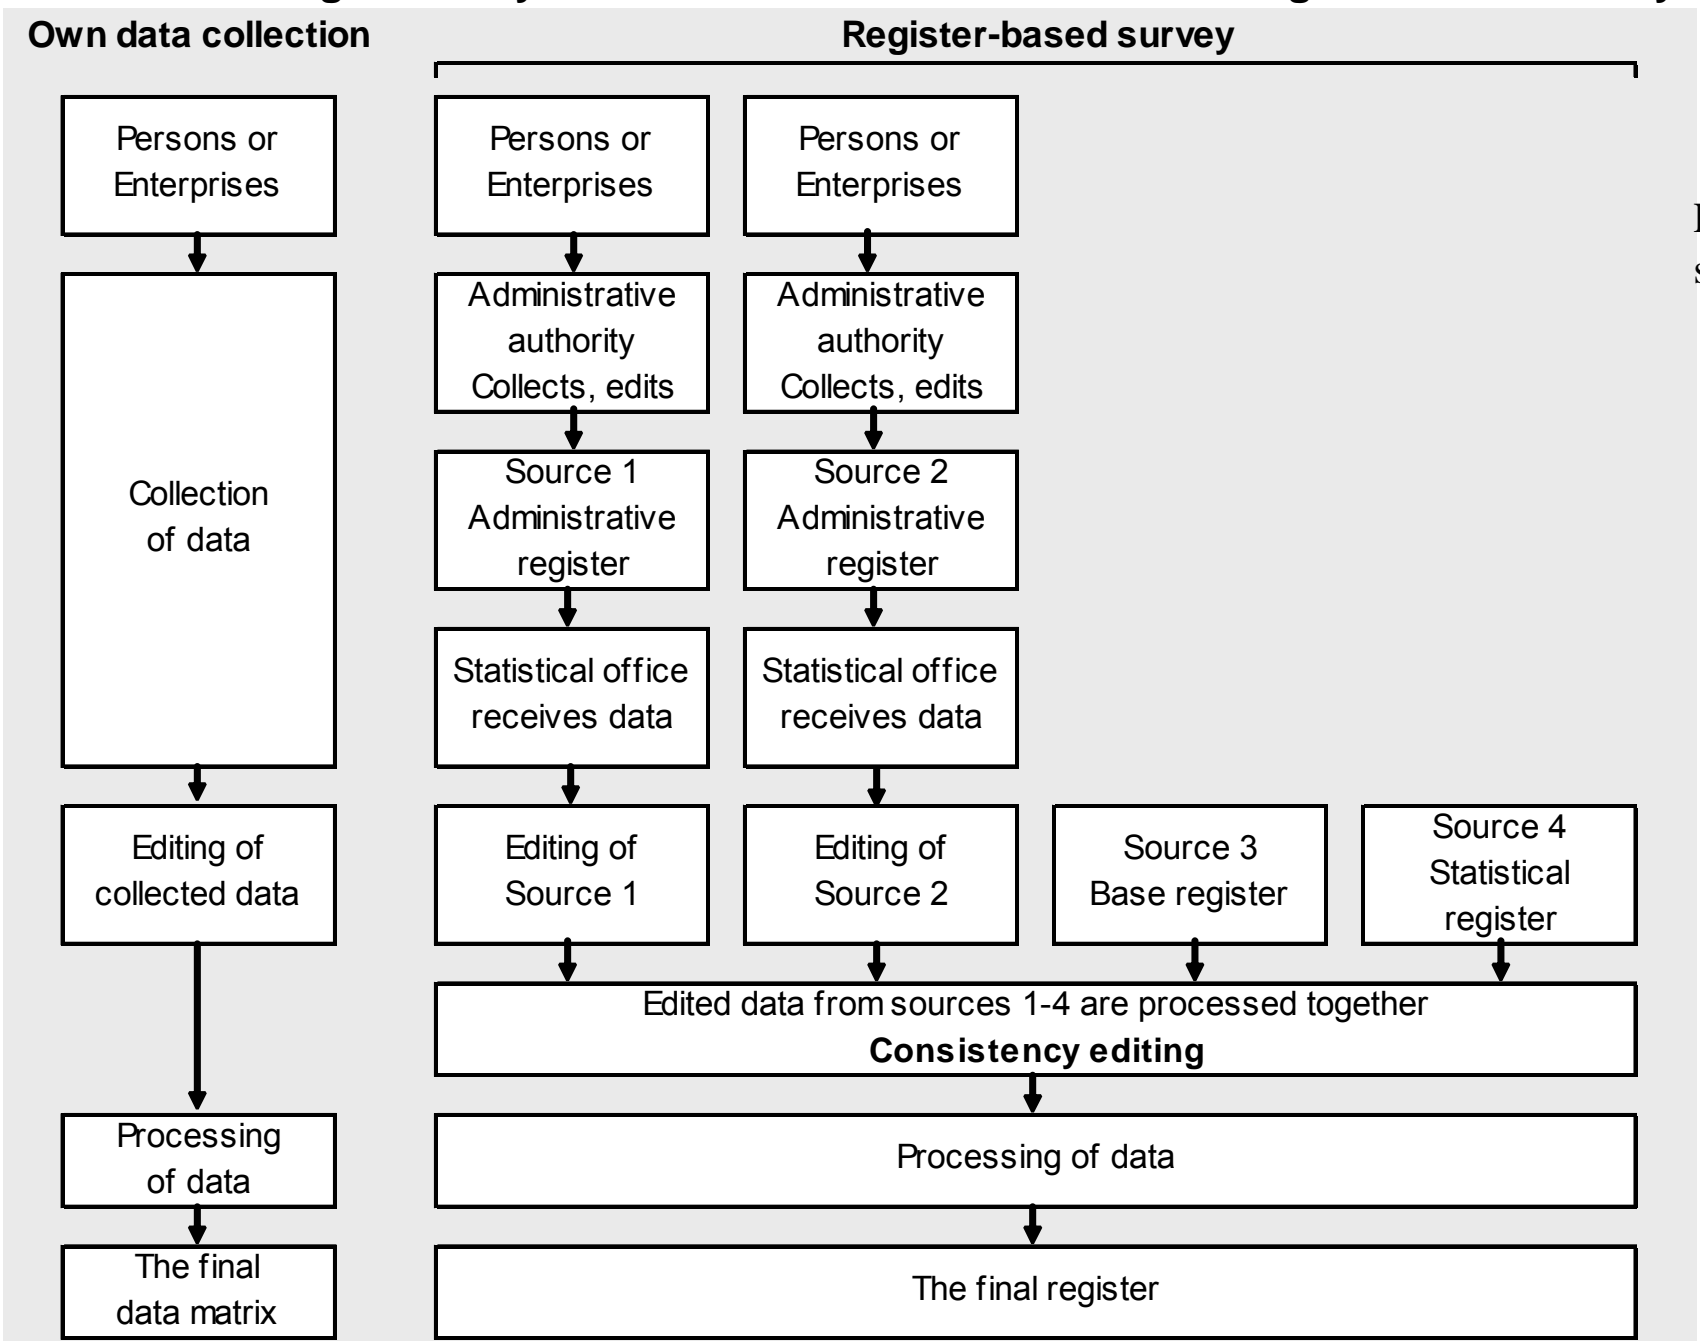 Own data collection
Register-based survey
Persons or
Enterprises
Collection
of data
Editing of
collected data
Processing
of data
The final
data matrix
Persons or
Enterprises
Administrative
authority
Collects, edits
Source 1
Administrative
register
Statistical office
receives data
Editing of
Source 1
Persons or
Enterprises
Administrative
authority
Collects, edits
Source 2
Administrative
register
Statistical office
receives data
Editing of
Source 2
Source 3
Base register
Source 4
Statistical
register
Edited data from sources 1-4 are processed together
Consistency editing
Processing of data
The final register